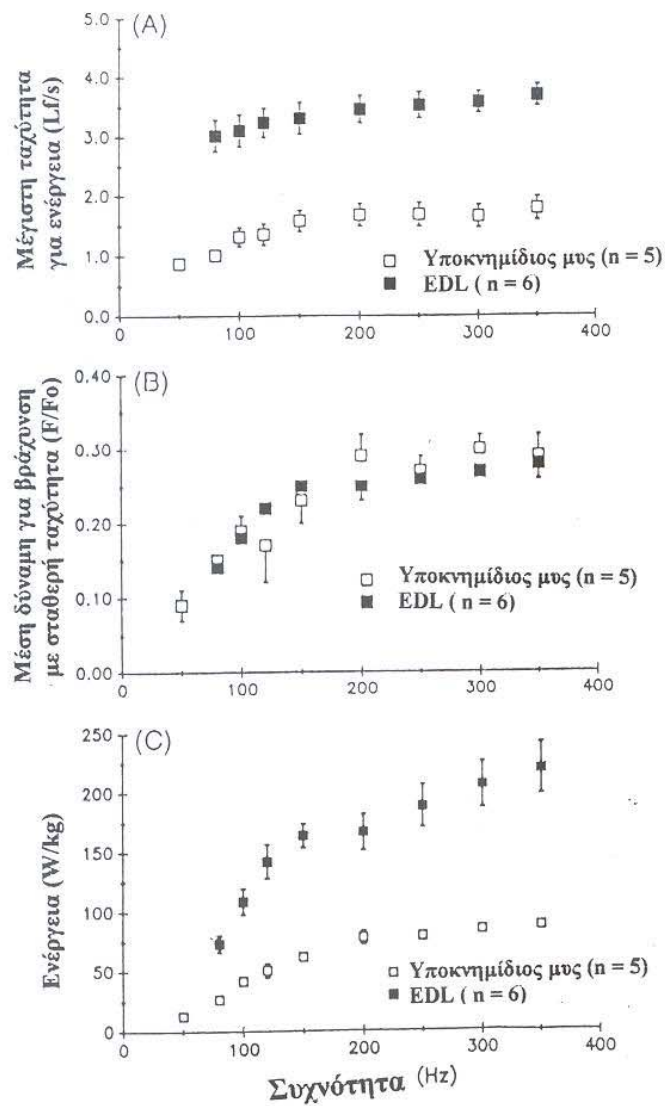 (A)
Μέγιστη ταχύτητα
για ενέργεια (Lf/s)
5.0
4.0
3.0
2.0
1.0
0.0
0
100
200
300
400
Υποκνημίδιος μυς (n = 5)
EDL ( n = 6)
(B)
Μέση δύναμη για βράχυνση
με σταθερή ταχύτητα (F/Fo)
0.40
0.30
0.20
0.10
0.00
0
100
200
300
400
Υποκνημίδιος μυς (n = 5)
EDL ( n = 6)
(C)
Ενέργεια (W/kg)
250
200
150
100
50
0
0
100
200
300
400
Υποκνημίδιος μυς (n = 5)
EDL ( n = 6)
Συχνότητα (Hz)